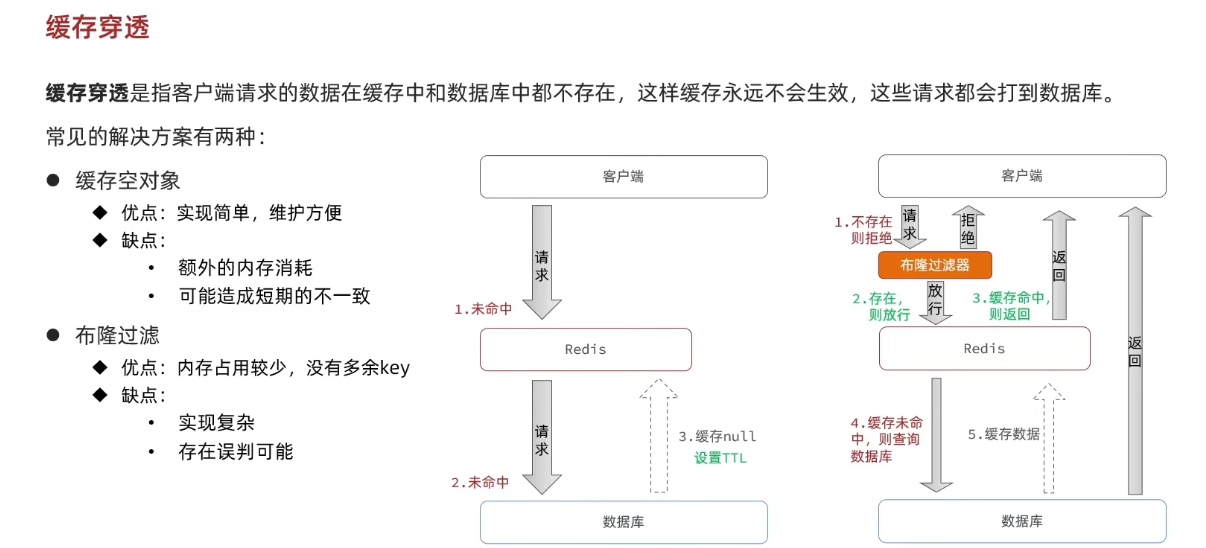 缓存穿透
缓存穿透是指客户端请求的数据在缓存中和数据库中都不存在，这样缓存永远不会生效，这些请求都会打到数据库。
常见的解决方案有两种：
● 缓存空对象
◆ 优点：实现简单，维护方便
◆ 缺点：
• 额外的内存消耗
• 可能造成短期的不一致
● 布隆过滤
◆ 优点：内存占用较少，没有多余key
◆ 缺点：
• 实现复杂
• 存在误判可能
客户端
请求
1.未命中
Redis
请求
2.未命中
3.缓存null
设置TTL
数据库
客户端
1.不存在
则拒绝
请求
拒绝
布隆过滤器
2.存在，
则放行
放行
3.缓存命中，
则返回
返回
Redis
返回
4.缓存未命
中，则查询
数据库
5.缓存数据
数据库